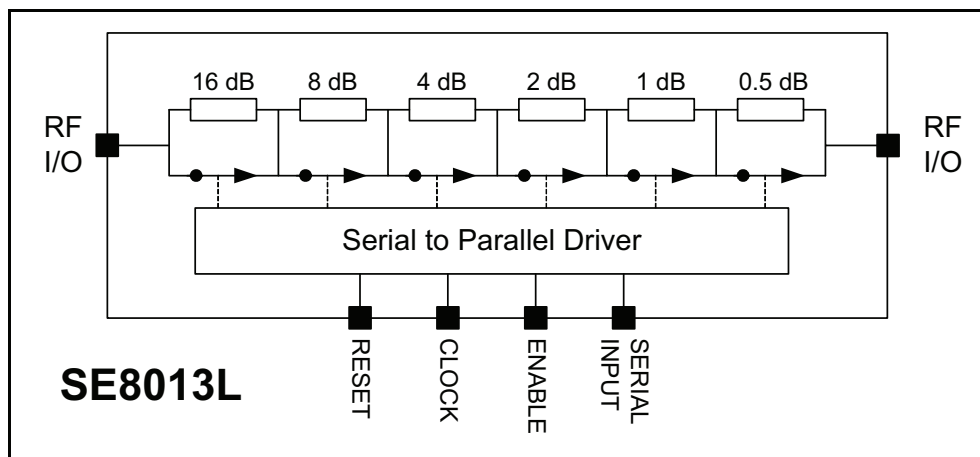 16 dB
8 dB
4 dB
2 dB
1 dB
0.5 dB
RF
I/O
RF
I/O
Serial to Parallel Driver
RESET
CLOCK
ENABLE
SERIAL
INPUT
SE8013L